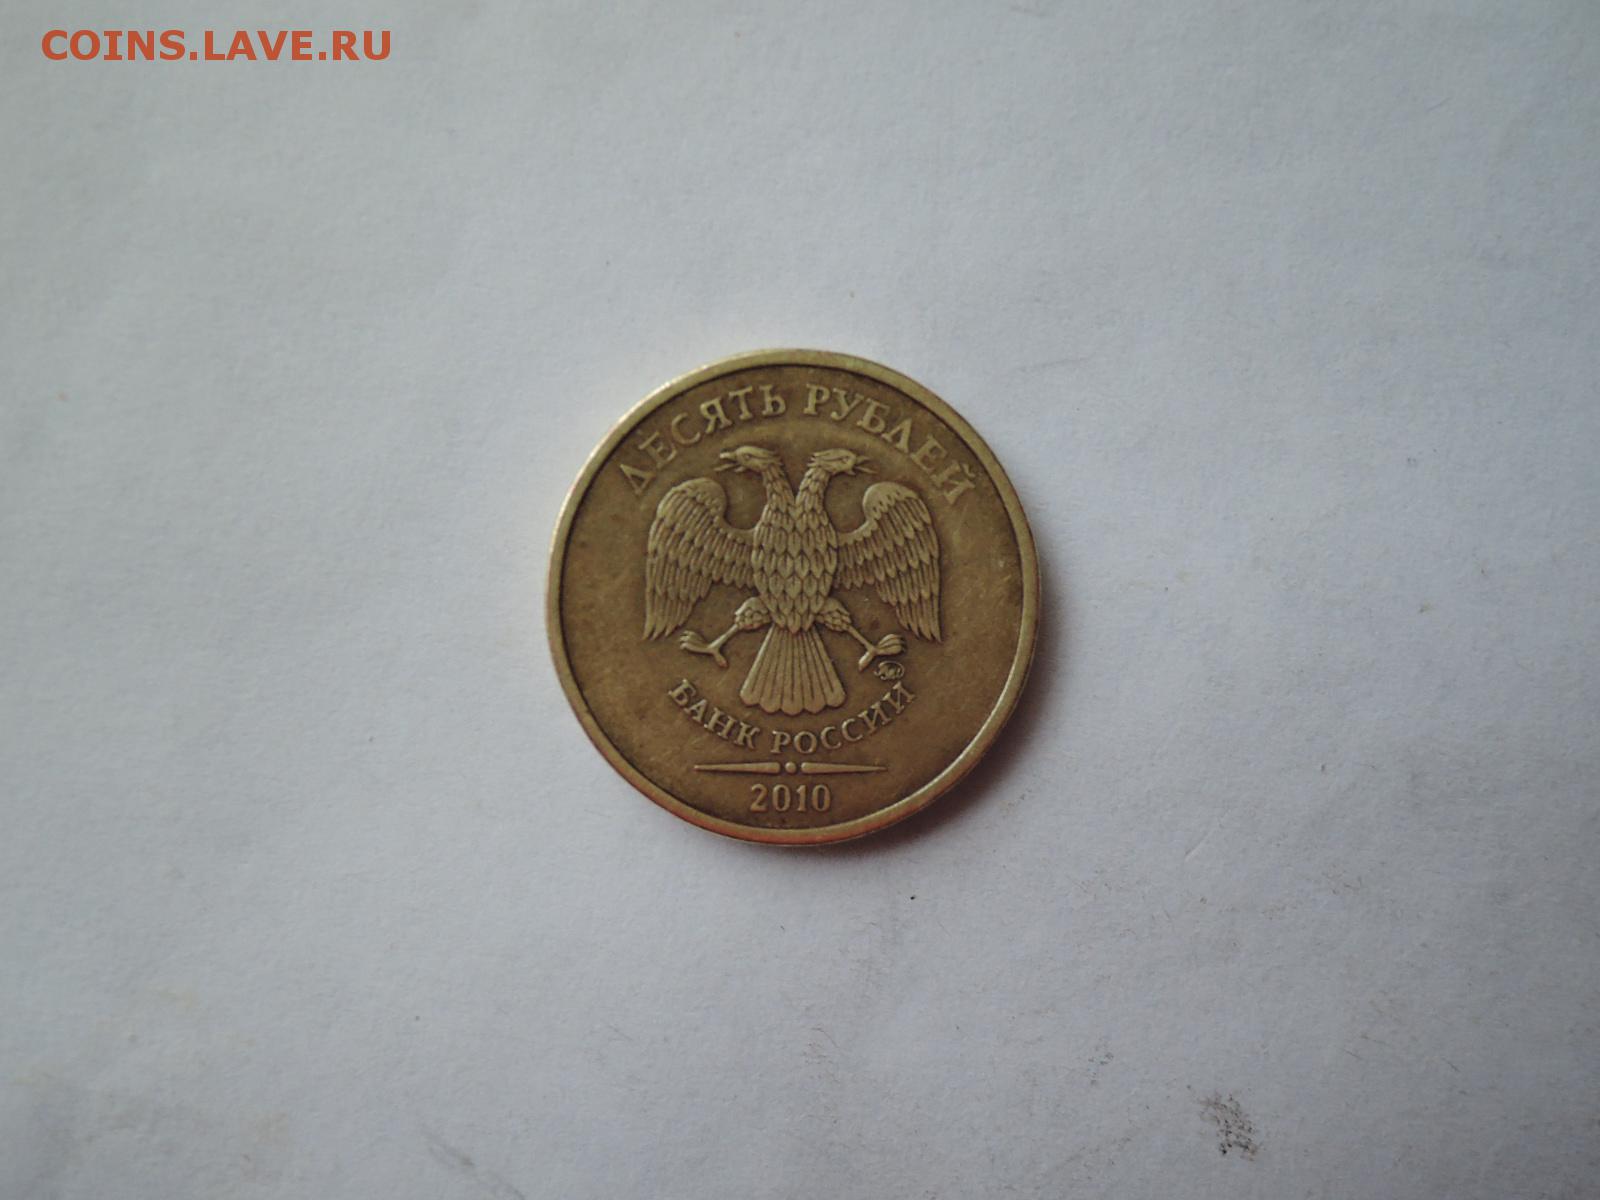 COINS.LAVE.RU
ДЕСЯТЬ РУБЛЕЙ
БАНК РОССИИ
2010